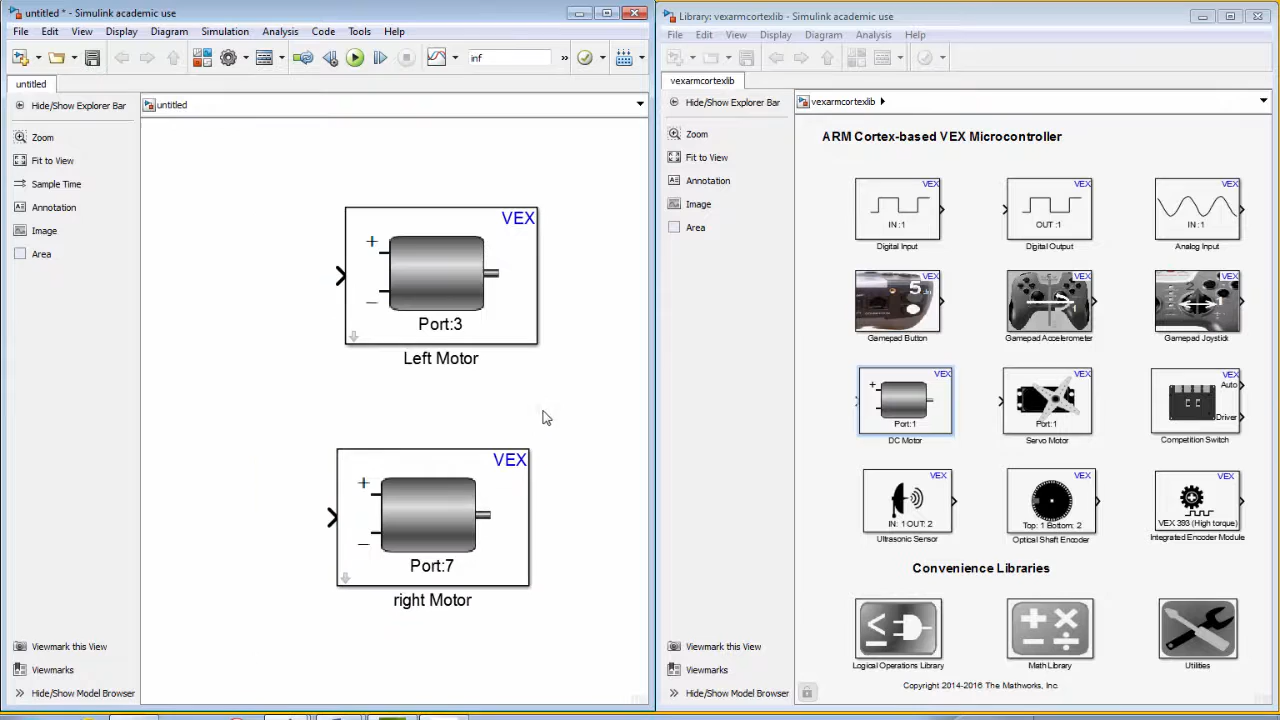 untitled * - Simulink academic use
File Edit View Display Diagram Simulation Analysis Code Tools Help
inf
»
untitled
Hide/Show Explorer Bar
untitled
Zoom
Fit to View
Sample Time
Annotation
Image
Area
VEX
+
−
Port:3
Left Motor
VEX
+
−
Port:7
right Motor
Viewmark this View
Viewmarks
Hide/Show Model Browser
Library: vexarmcortexlib - Simulink academic use
File Edit View Display Diagram Analysis Help
vexarmcortexlib
Hide/Show Explorer Bar
vexarmcortexlib
Zoom
Fit to View
Annotation
Image
Area
ARM Cortex-based VEX Microcontroller
VEX VEX VEX
IN :1 OUT :1 IN :1
Digital Input Digital Output Analog Input
VEX VEX VEX
5
Gamepad Button Gamepad Accelerometer Gamepad Joystick
VEX VEX VEX
+ Auto
Driver
Port:1 Port:1
DC Motor Servo Motor Competition Switch
VEX VEX VEX
IN: 1 OUT: 2 Top: 1 Bottom: 2 VEX 393 (High torque)
Ultrasonic Sensor Optical Shaft Encoder Integrated Encoder Module
Convenience Libraries
Logical Operations Library Math Library Utilities
Copyright 2014-2016 The Mathworks, Inc.
Viewmark this View
Viewmarks
Hide/Show Model Browser